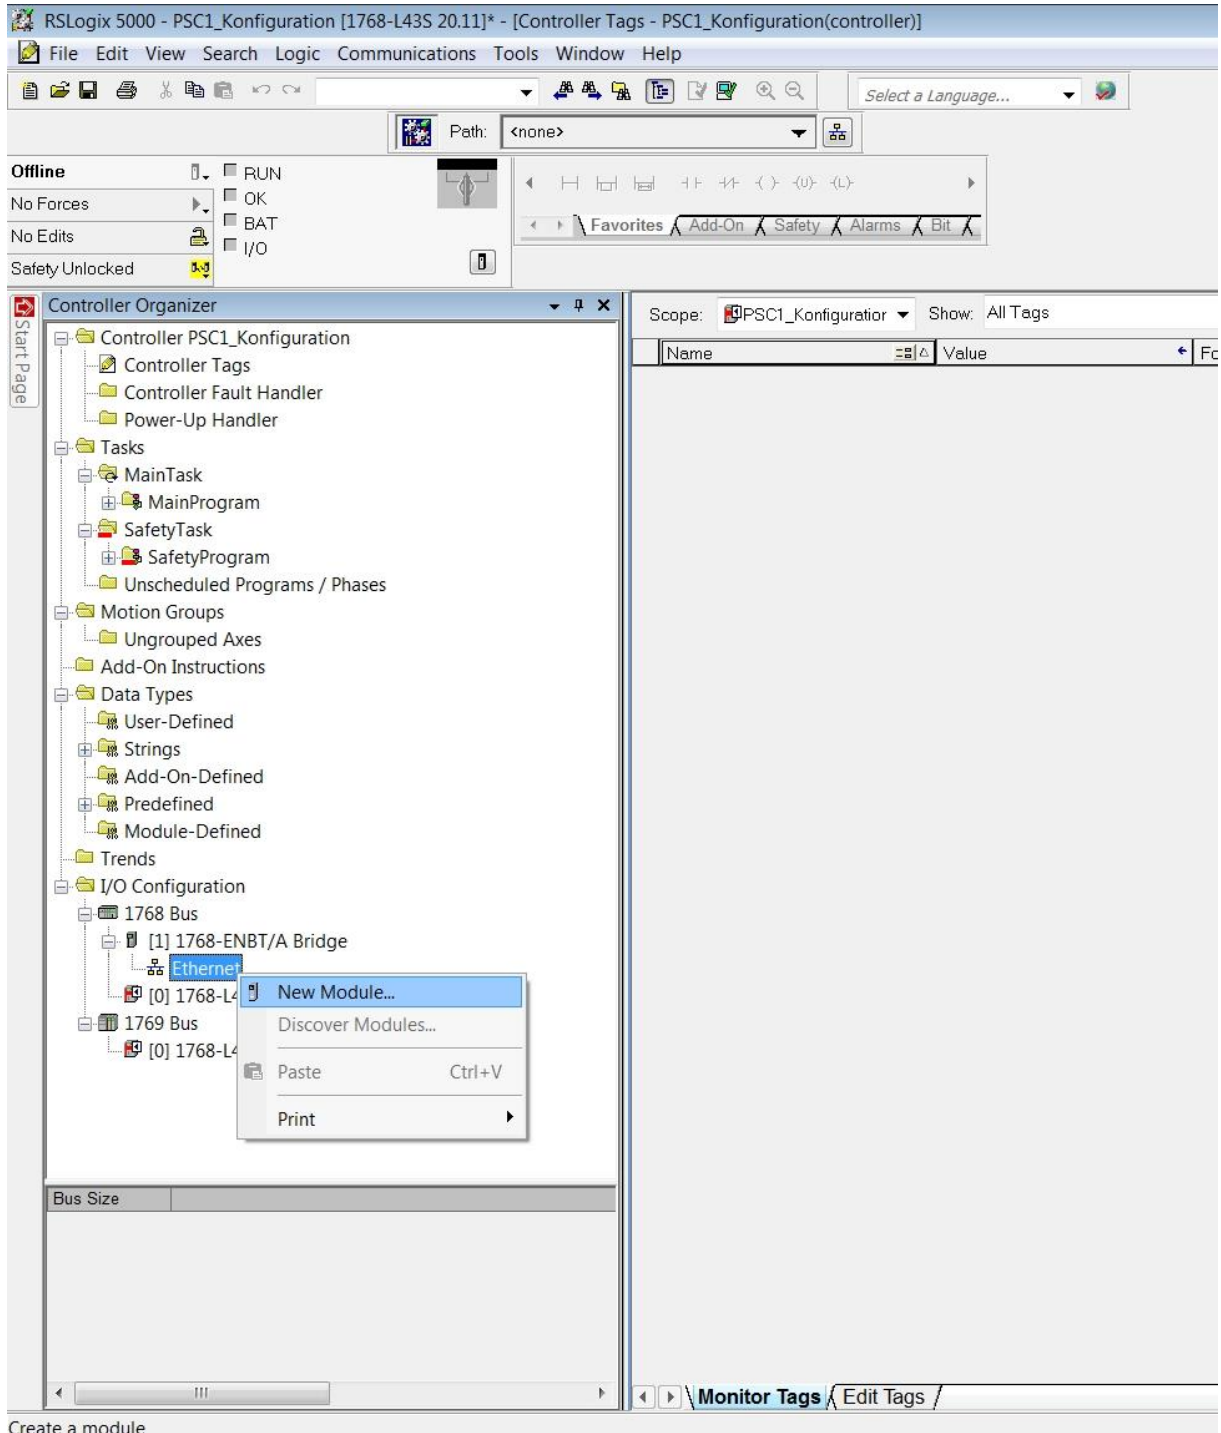 RSLogix 5000 - PSC1_Konfiguration [1768-L43S 20.11]* - [Controller Tags - PSC1_Konfiguration(controller)]
File Edit View Search Logic Communications Tools Window Help
Select a Language...
Path: <none>
Offline
RUN
No Forces
OK
BAT
No Edits
I/O
Safety Unlocked
Favorites Add-On Safety Alarms Bit
Start Page
Controller Organizer
Scope: PSC1_Konfiguration Show: All Tags
Name Value Fo
Controller PSC1_Konfiguration
Controller Tags
Controller Fault Handler
Power-Up Handler
Tasks
MainTask
MainProgram
SafetyTask
SafetyProgram
Unscheduled Programs / Phases
Motion Groups
Ungrouped Axes
Add-On Instructions
Data Types
User-Defined
Strings
Add-On-Defined
Predefined
Module-Defined
Trends
I/O Configuration
1768 Bus
[1] 1768-ENBT/A Bridge
Ethernet
[0] 1768-L4
1769 Bus
[0] 1768-L4
New Module...
Discover Modules...
Paste Ctrl+V
Print
Bus Size
Monitor Tags Edit Tags
Create a module